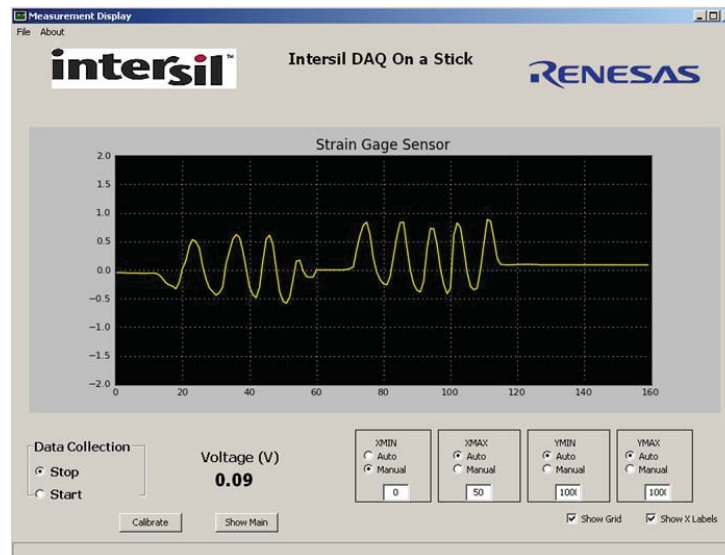 Measurement Display
File About
intersil™
Intersil DAQ On a Stick
RENESAS
Strain Gage Sensor
2.0
1.5
1.0
0.5
0.0
−0.5
−1.0
−1.5
−2.0
0 20 40 60 80 100 120 140 160
Data Collection
Stop
Start
Voltage (V)
0.09
XMIN
Auto
Manual
0
XMAX
Auto
Manual
50
YMIN
Auto
Manual
YMAX
Auto
Manual
Calibrate
Show Main
Show Grid
Show X Labels